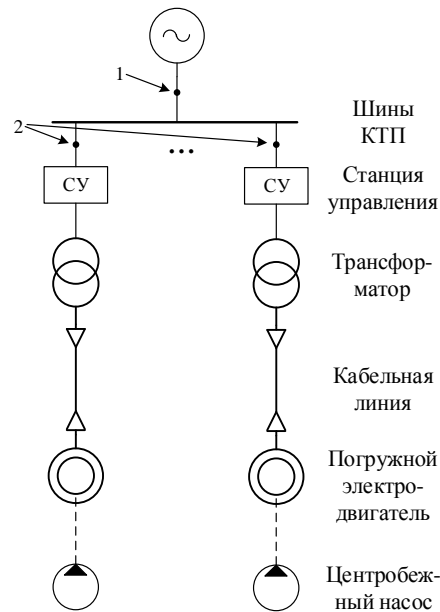 1
Шины
КТП
2
...
СУ
СУ
Станция
управления
Трансфор-
матор
Кабельная
линия
Погружной
электро-
двигатель
Центробеж-
ный насос